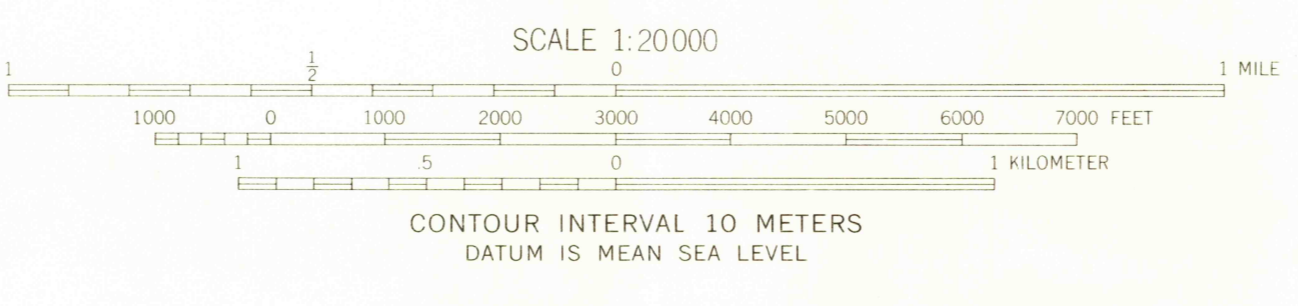 SCALE 1:20 000
1 1/2 0 1 MILE
1000 0 1000 2000 3000 4000 5000 6000 7000 FEET
1 .5 0 1 KILOMETER
CONTOUR INTERVAL 10 METERS
DATUM IS MEAN SEA LEVEL